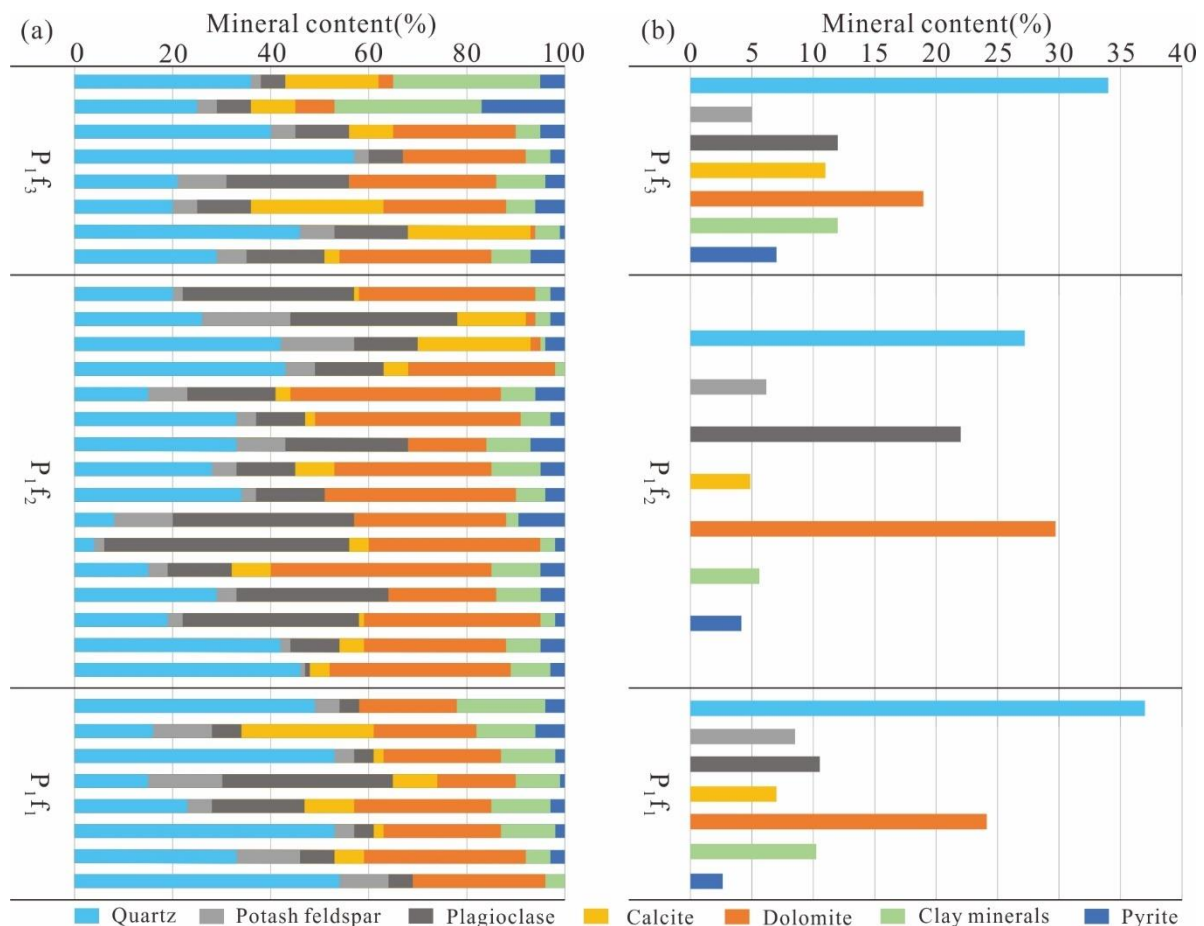 (a) Mineral content(%)
0 20 40 60 80 100
P₁f₃
P₁f₂
P₁f₁
(b) Mineral content(%)
0 5 10 15 20 25 30 35 40
P₁f₃
P₁f₂
P₁f₁
Quartz Potash feldspar Plagioclase Calcite Dolomite Clay minerals Pyrite